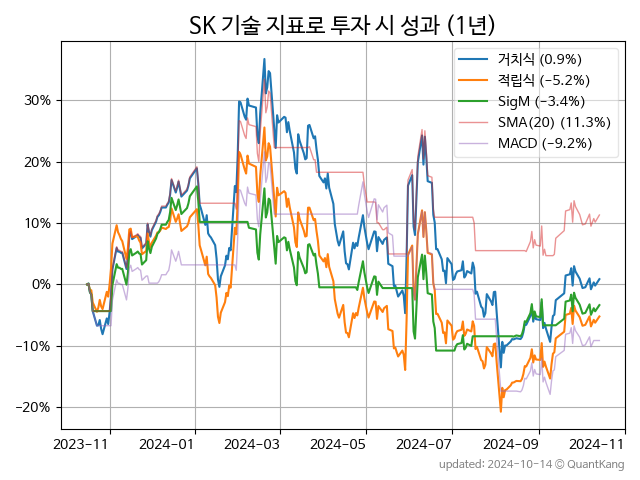 SK 기술 지표로 투자 시 성과 (1년)
거치식 (0.9%)
적립식 (−5.2%)
SigM (−3.4%)
SMA(20) (11.3%)
MACD (−9.2%)
30%
20%
10%
0%
−10%
−20%
2023-11 2024-01 2024-03 2024-05 2024-07 2024-09 2024-11
updated: 2024-10-14 © QuantKang